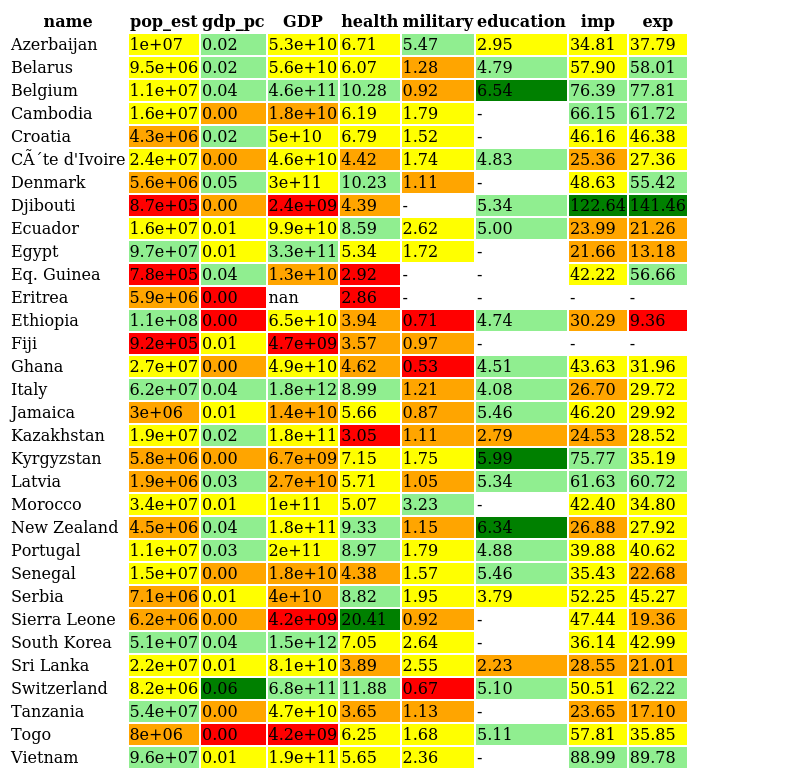 name pop_est gdp_pc GDP health military education imp exp
Azerbaijan 1e+07 0.02 5.3e+10 6.71 5.47 2.95 34.81 37.79
Belarus 9.5e+06 0.02 5.6e+10 6.07 1.28 4.79 57.90 58.01
Belgium 1.1e+07 0.04 4.6e+11 10.28 0.92 6.54 76.39 77.81
Cambodia 1.6e+07 0.00 1.8e+10 6.19 1.79 - 66.15 61.72
Croatia 4.3e+06 0.02 5e+10 6.79 1.52 - 46.16 46.38
CÃ´te d'Ivoire 2.4e+07 0.00 4.6e+10 4.42 1.74 4.83 25.36 27.36
Denmark 5.6e+06 0.05 3e+11 10.23 1.11 - 48.63 55.42
Djibouti 8.7e+05 0.00 2.4e+09 4.39 - 5.34 122.64 141.46
Ecuador 1.6e+07 0.01 9.9e+10 8.59 2.62 5.00 23.99 21.26
Egypt 9.7e+07 0.01 3.3e+11 5.34 1.72 - 21.66 13.18
Eq. Guinea 7.8e+05 0.04 1.3e+10 2.92 - - 42.22 56.66
Eritrea 5.9e+06 0.00 nan 2.86 - - - -
Ethiopia 1.1e+08 0.00 6.5e+10 3.94 0.71 4.74 30.29 9.36
Fiji 9.2e+05 0.01 4.7e+09 3.57 0.97 - - -
Ghana 2.7e+07 0.00 4.9e+10 4.62 0.53 4.51 43.63 31.96
Italy 6.2e+07 0.04 1.8e+12 8.99 1.21 4.08 26.70 29.72
Jamaica 3e+06 0.01 1.4e+10 5.66 0.87 5.46 46.20 29.92
Kazakhstan 1.9e+07 0.02 1.8e+11 3.05 1.11 2.79 24.53 28.52
Kyrgyzstan 5.8e+06 0.00 6.7e+09 7.15 1.75 5.99 75.77 35.19
Latvia 1.9e+06 0.03 2.7e+10 5.71 1.05 5.34 61.63 60.72
Morocco 3.4e+07 0.01 1e+11 5.07 3.23 - 42.40 34.80
New Zealand 4.5e+06 0.04 1.8e+11 9.33 1.15 6.34 26.88 27.92
Portugal 1.1e+07 0.03 2e+11 8.97 1.79 4.88 39.88 40.62
Senegal 1.5e+07 0.00 1.8e+10 4.38 1.57 5.46 35.43 22.68
Serbia 7.1e+06 0.01 4e+10 8.82 1.95 3.79 52.25 45.27
Sierra Leone 6.2e+06 0.00 4.2e+09 20.41 0.92 - 47.44 19.36
South Korea 5.1e+07 0.04 1.5e+12 7.05 2.64 - 36.14 42.99
Sri Lanka 2.2e+07 0.01 8.1e+10 3.89 2.55 2.23 28.55 21.01
Switzerland 8.2e+06 0.06 6.8e+11 11.88 0.67 5.10 50.51 62.22
Tanzania 5.4e+07 0.00 4.7e+10 3.65 1.13 - 23.65 17.10
Togo 8e+06 0.00 4.2e+09 6.25 1.68 5.11 57.81 35.85
Vietnam 9.6e+07 0.01 1.9e+11 5.65 2.36 - 88.99 89.78